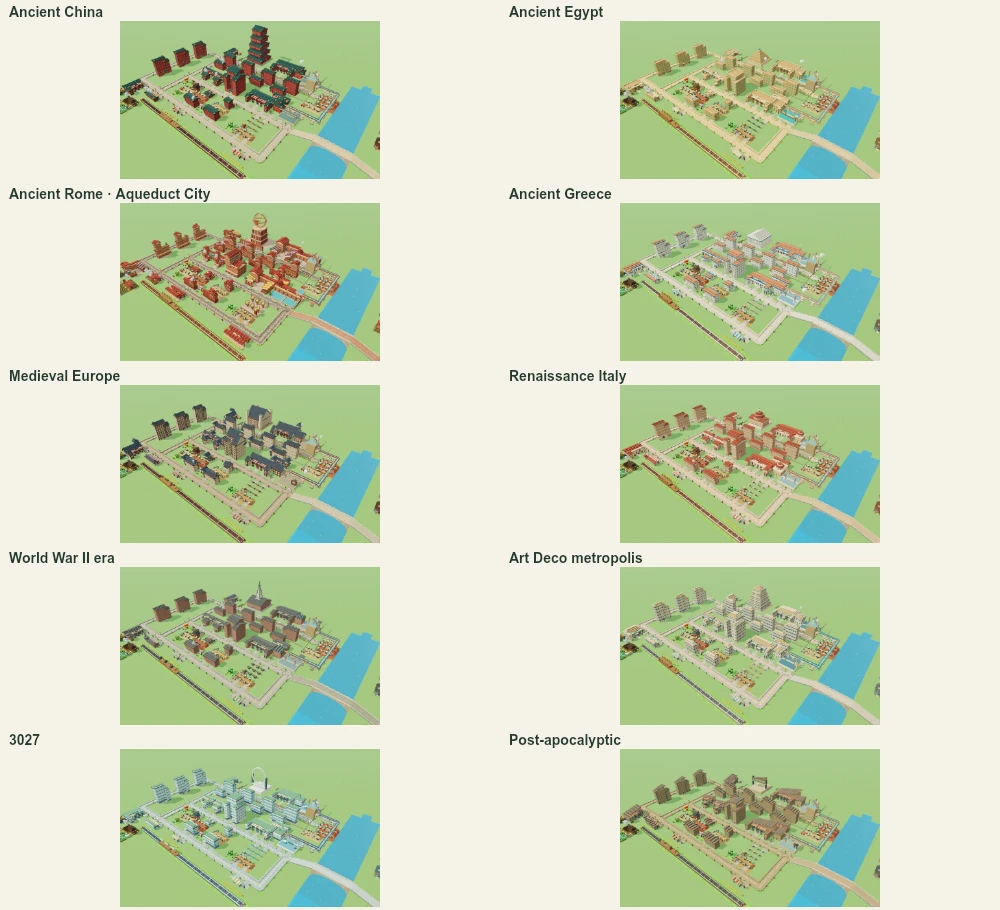 Ancient China
Ancient Egypt
Ancient Rome · Aqueduct City
Ancient Greece
Medieval Europe
Renaissance Italy
World War II era
Art Deco metropolis
3027
Post-apocalyptic